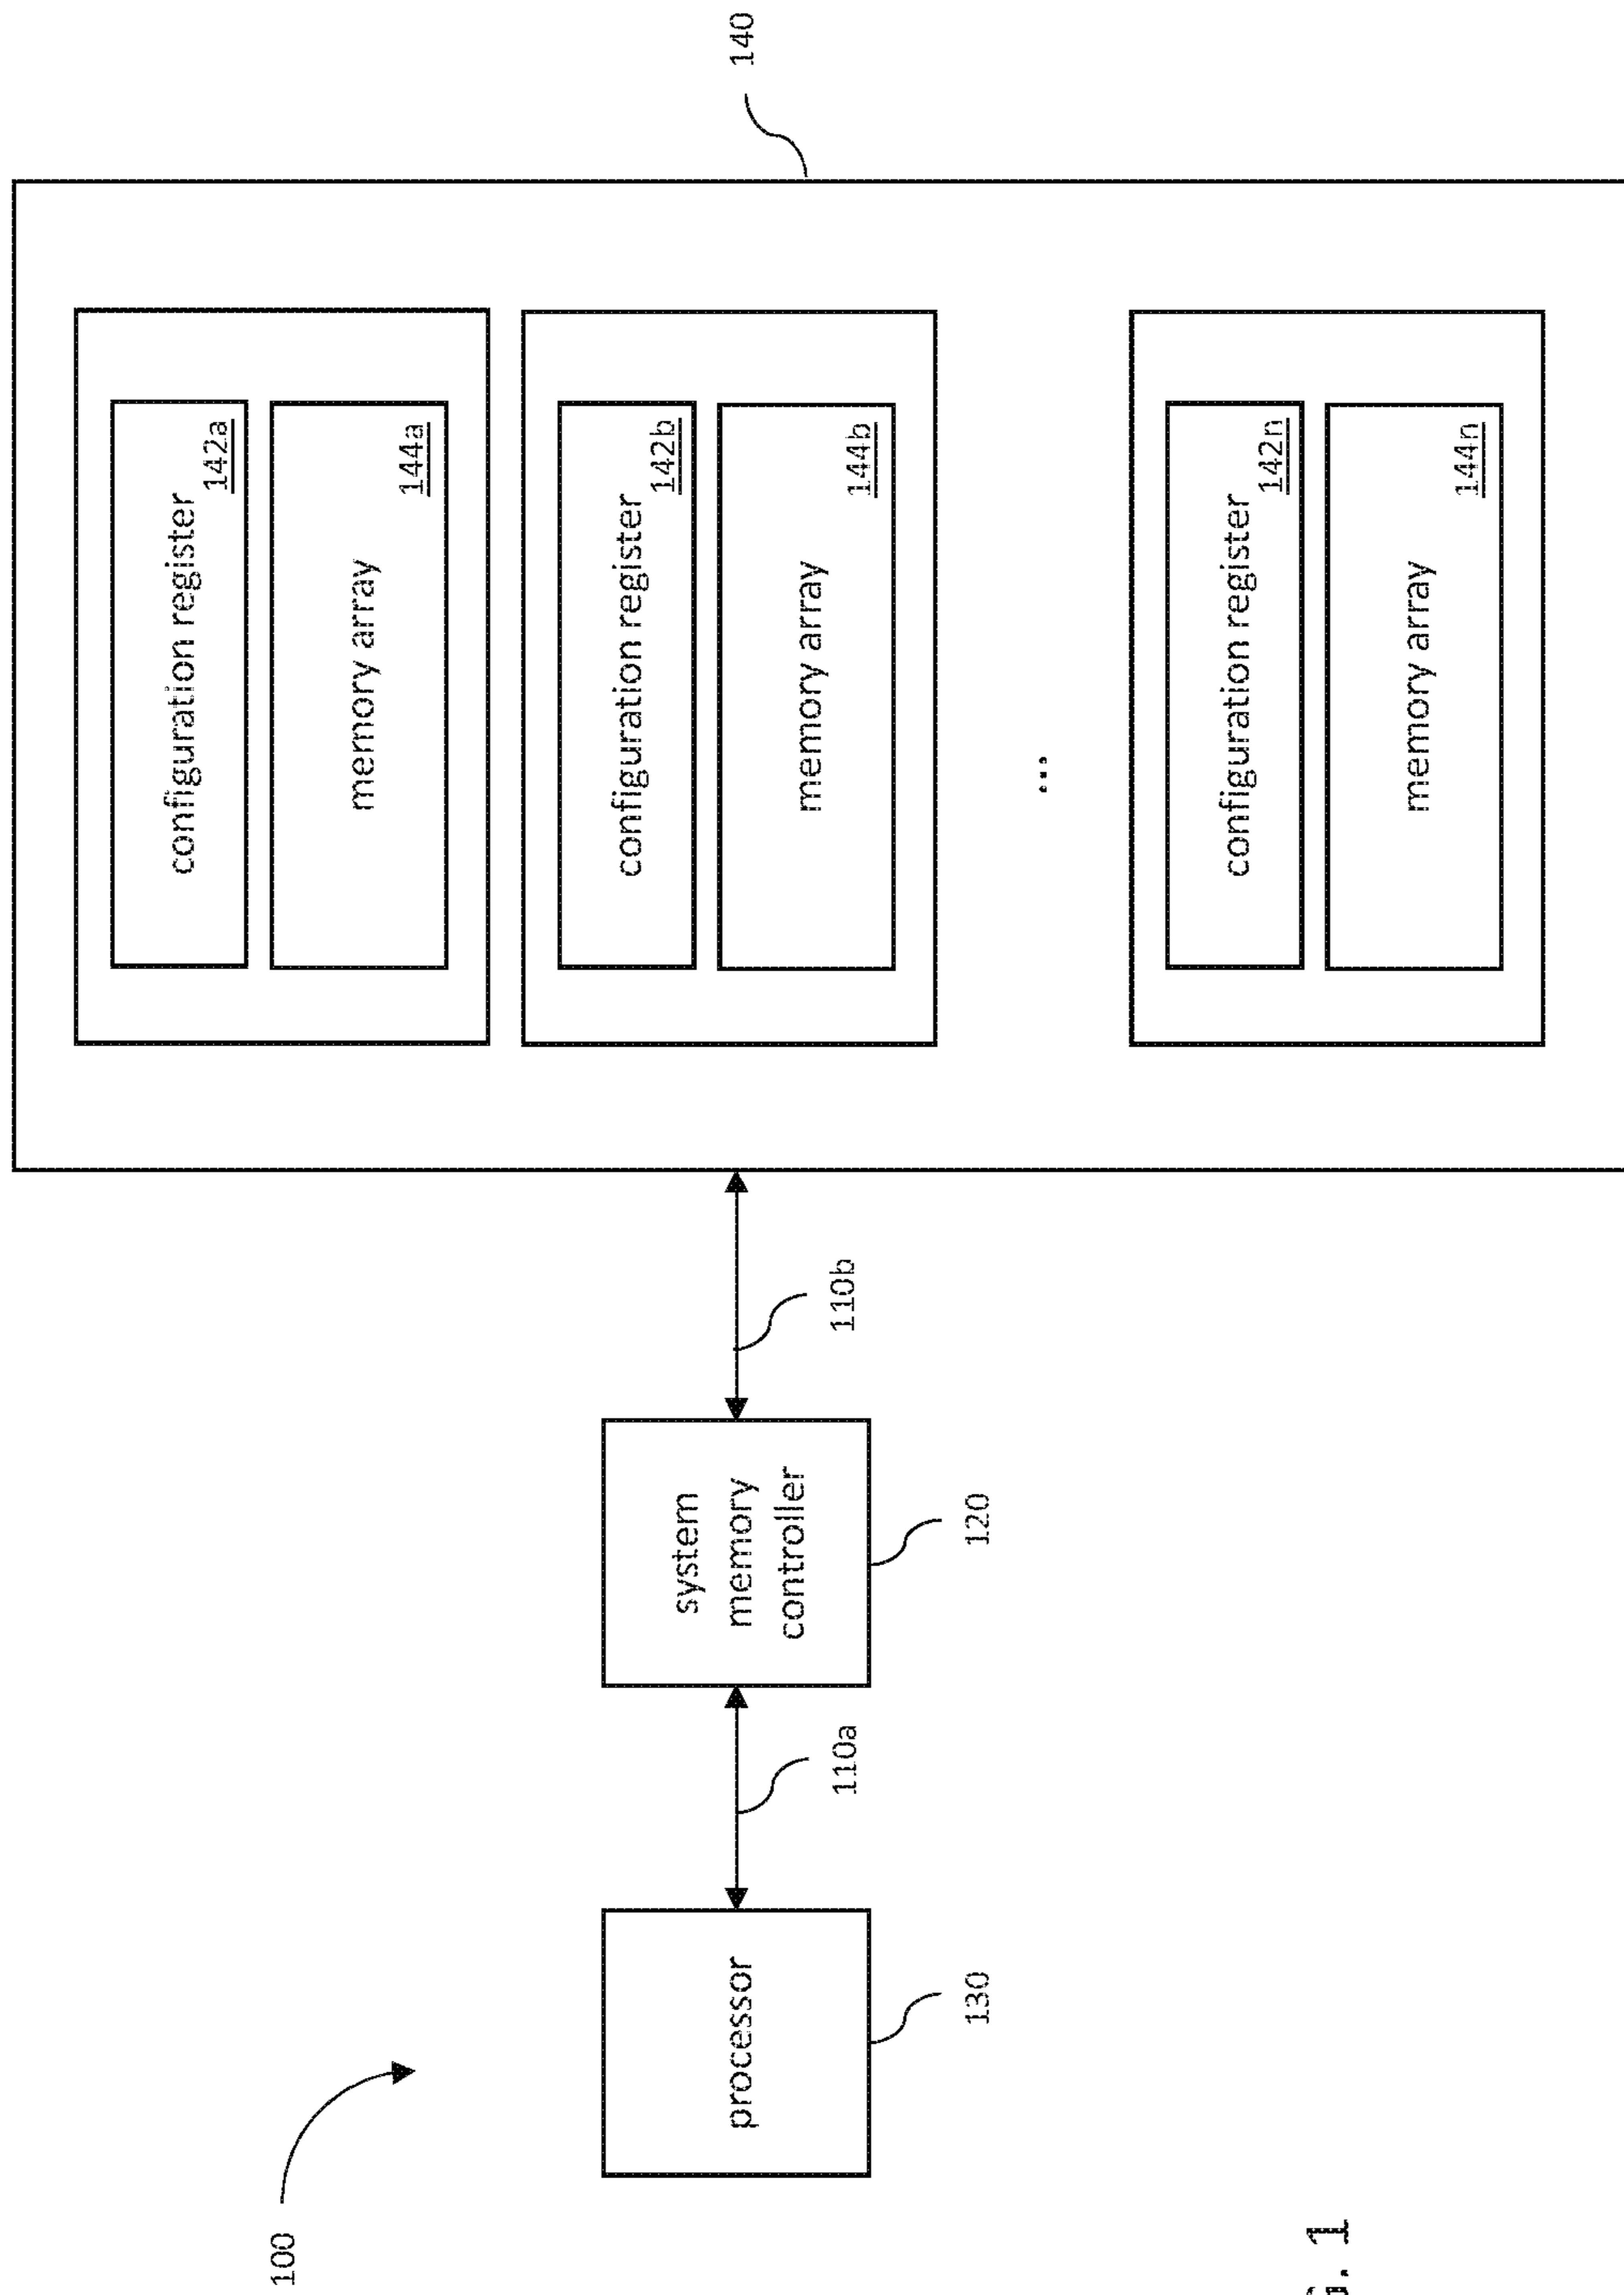 100
processor
130
110a
system
memory
controller
120
110b
140
configuration register
142a
memory array
144a
configuration register
142b
memory array
144b
...
configuration register
142n
memory array
144n
1